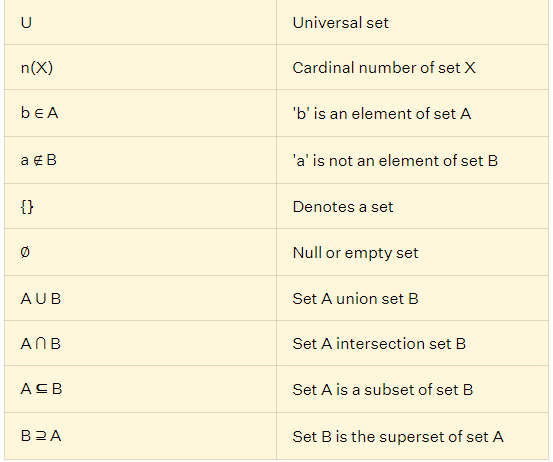 U Universal set
n(X) Cardinal number of set X
b ∈ A 'b' is an element of set A
a ∉ B 'a' is not an element of set B
{} Denotes a set
∅ Null or empty set
A ∪ B Set A union set B
A ∩ B Set A intersection set B
A ⊆ B Set A is a subset of set B
B ⊇ A Set B is the superset of set A